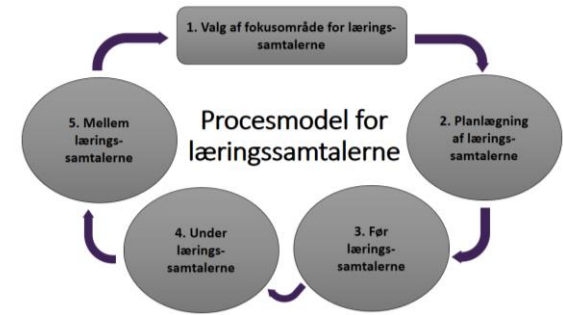 1. Valg af fokusområde for lærings-
samtalerne
5. Mellem
lærings-
samtalerne
Procesmodel for
læringssamtalerne
2. Planlægning
af lærings-
samtalerne
4. Under
lærings-
samtalerne
3. Før
lærings-
samtalerne